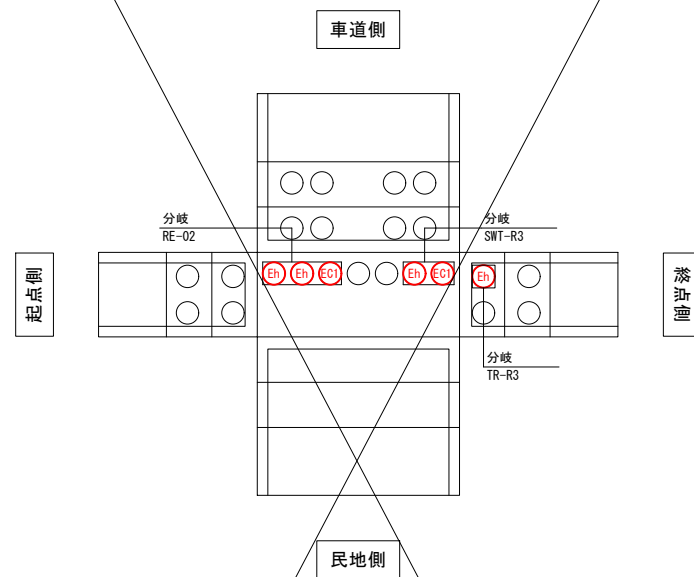 車道側
分岐
RE-02
分岐
SWT-R3
起点側
Eh
Eh
EC1
Eh
EC1
Eh
終点側
分岐
TR-R3
民地側